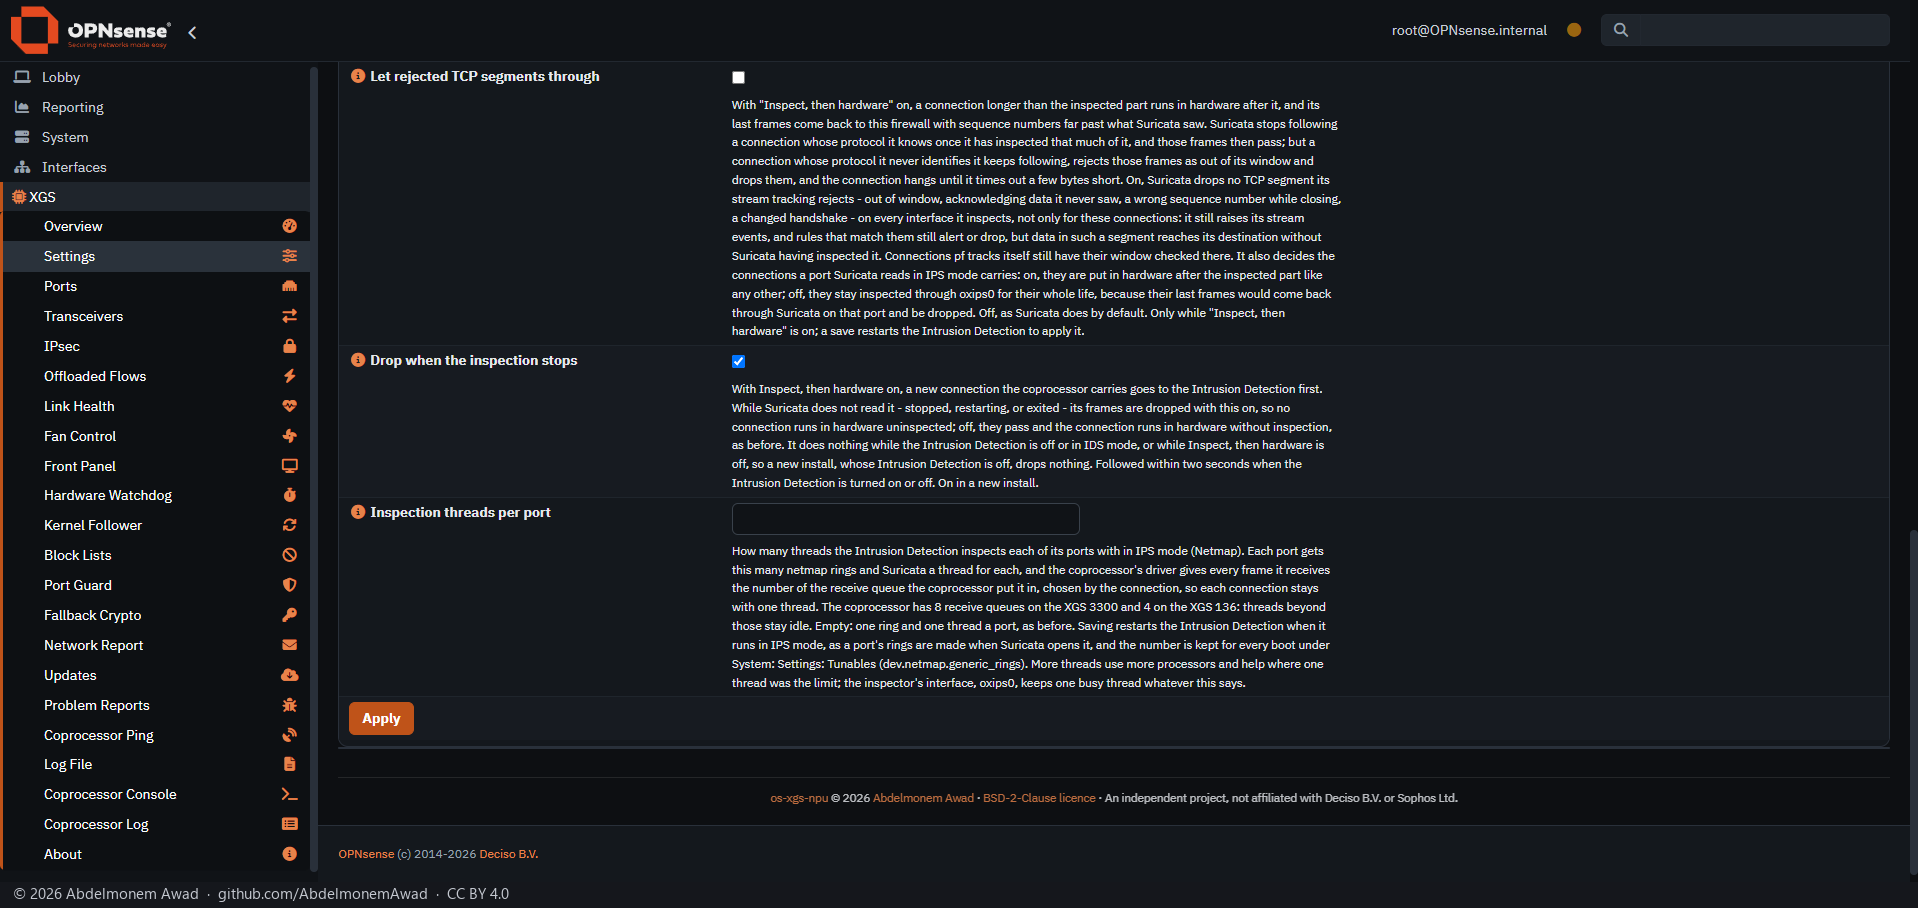 OPNsense®
Securing networks made easy
root@OPNsense.internal
Lobby
Reporting
System
Interfaces
XGS
Overview
Settings
Ports
Transceivers
IPsec
Offloaded Flows
Link Health
Fan Control
Front Panel
Hardware Watchdog
Kernel Follower
Block Lists
Port Guard
Fallback Crypto
Network Report
Updates
Problem Reports
Coprocessor Ping
Log File
Coprocessor Console
Coprocessor Log
About
Let rejected TCP segments through
With "Inspect, then hardware" on, a connection longer than the inspected part runs in hardware after it, and its
last frames come back to this firewall with sequence numbers far past what Suricata saw. Suricata stops following
a connection whose protocol it knows once it has inspected that much of it, and those frames then pass; but a
connection whose protocol it never identifies it keeps following, rejects those frames as out of its window and
drops them, and the connection hangs until it times out a few bytes short. On, Suricata drops no TCP segment its
stream tracking rejects - out of window, acknowledging data it never saw, a wrong sequence number while closing,
a changed handshake - on every interface it inspects, not only for these connections: it still raises its stream
events, and rules that match them still alert or drop, but data in such a segment reaches its destination without
Suricata having inspected it. Connections pf tracks itself still have their window checked there. It also decides the
connections a port Suricata reads in IPS mode carries: on, they are put in hardware after the inspected part like
any other; off, they stay inspected through oxips0 for their whole life, because their last frames would come back
through Suricata on that port and be dropped. Off, as Suricata does by default. Only while "Inspect, then
hardware" is on; a save restarts the Intrusion Detection to apply it.
Drop when the inspection stops
With Inspect, then hardware on, a new connection the coprocessor carries goes to the Intrusion Detection first.
While Suricata does not read it - stopped, restarting, or exited - its frames are dropped with this on, so no
connection runs in hardware uninspected; off, they pass and the connection runs in hardware without inspection,
as before. It does nothing while the Intrusion Detection is off or in IDS mode, or while Inspect, then hardware is
off, so a new install, whose Intrusion Detection is off, drops nothing. Followed within two seconds when the
Intrusion Detection is turned on or off. On in a new install.
Inspection threads per port
How many threads the Intrusion Detection inspects each of its ports with in IPS mode (Netmap). Each port gets
this many netmap rings and Suricata a thread for each, and the coprocessor's driver gives every frame it receives
the number of the receive queue the coprocessor put it in, chosen by the connection, so each connection stays
with one thread. The coprocessor has 8 receive queues on the XGS 3300 and 4 on the XGS 136: threads beyond
those stay idle. Empty: one ring and one thread a port, as before. Saving restarts the Intrusion Detection when it
runs in IPS mode, as a port's rings are made when Suricata opens it, and the number is kept for every boot under
System: Settings: Tunables (dev.netmap.generic_rings). More threads use more processors and help where one
thread was the limit; the inspector's interface, oxips0, keeps one busy thread whatever this says.
Apply
os-xgs-npu © 2026 Abdelmonem Awad · BSD-2-Clause licence · An independent project, not affiliated with Deciso B.V. or Sophos Ltd.
OPNsense (c) 2014-2026 Deciso B.V.
© 2026 Abdelmonem Awad · github.com/AbdelmonemAwad · CC BY 4.0